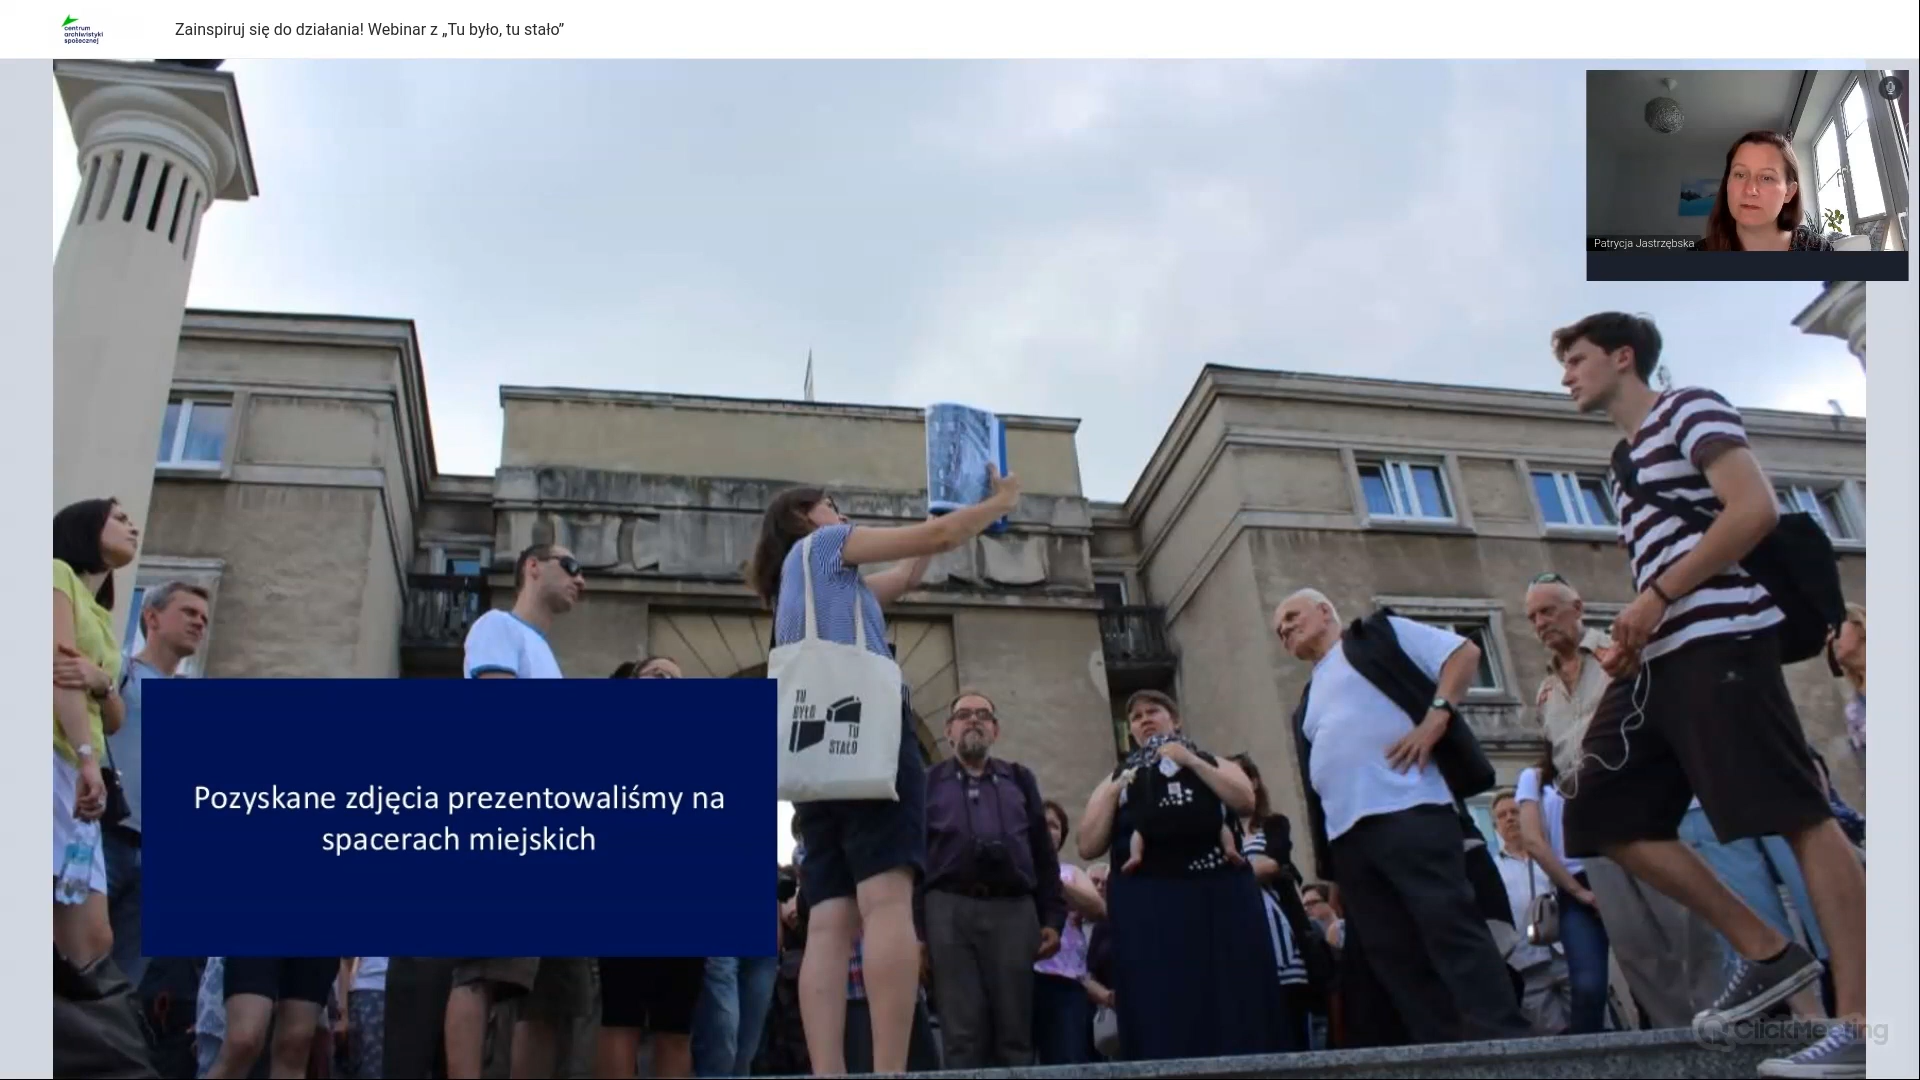 centrum
archiwistyki
społecznej
Zainspiruj się do działania! Webinar z „Tu było, tu stało”
Patrycja Jastrzębska
TU
BYŁO
TU
STAŁO
Pozyskane zdjęcia prezentowaliśmy na
spacerach miejskich
ClickMeeting